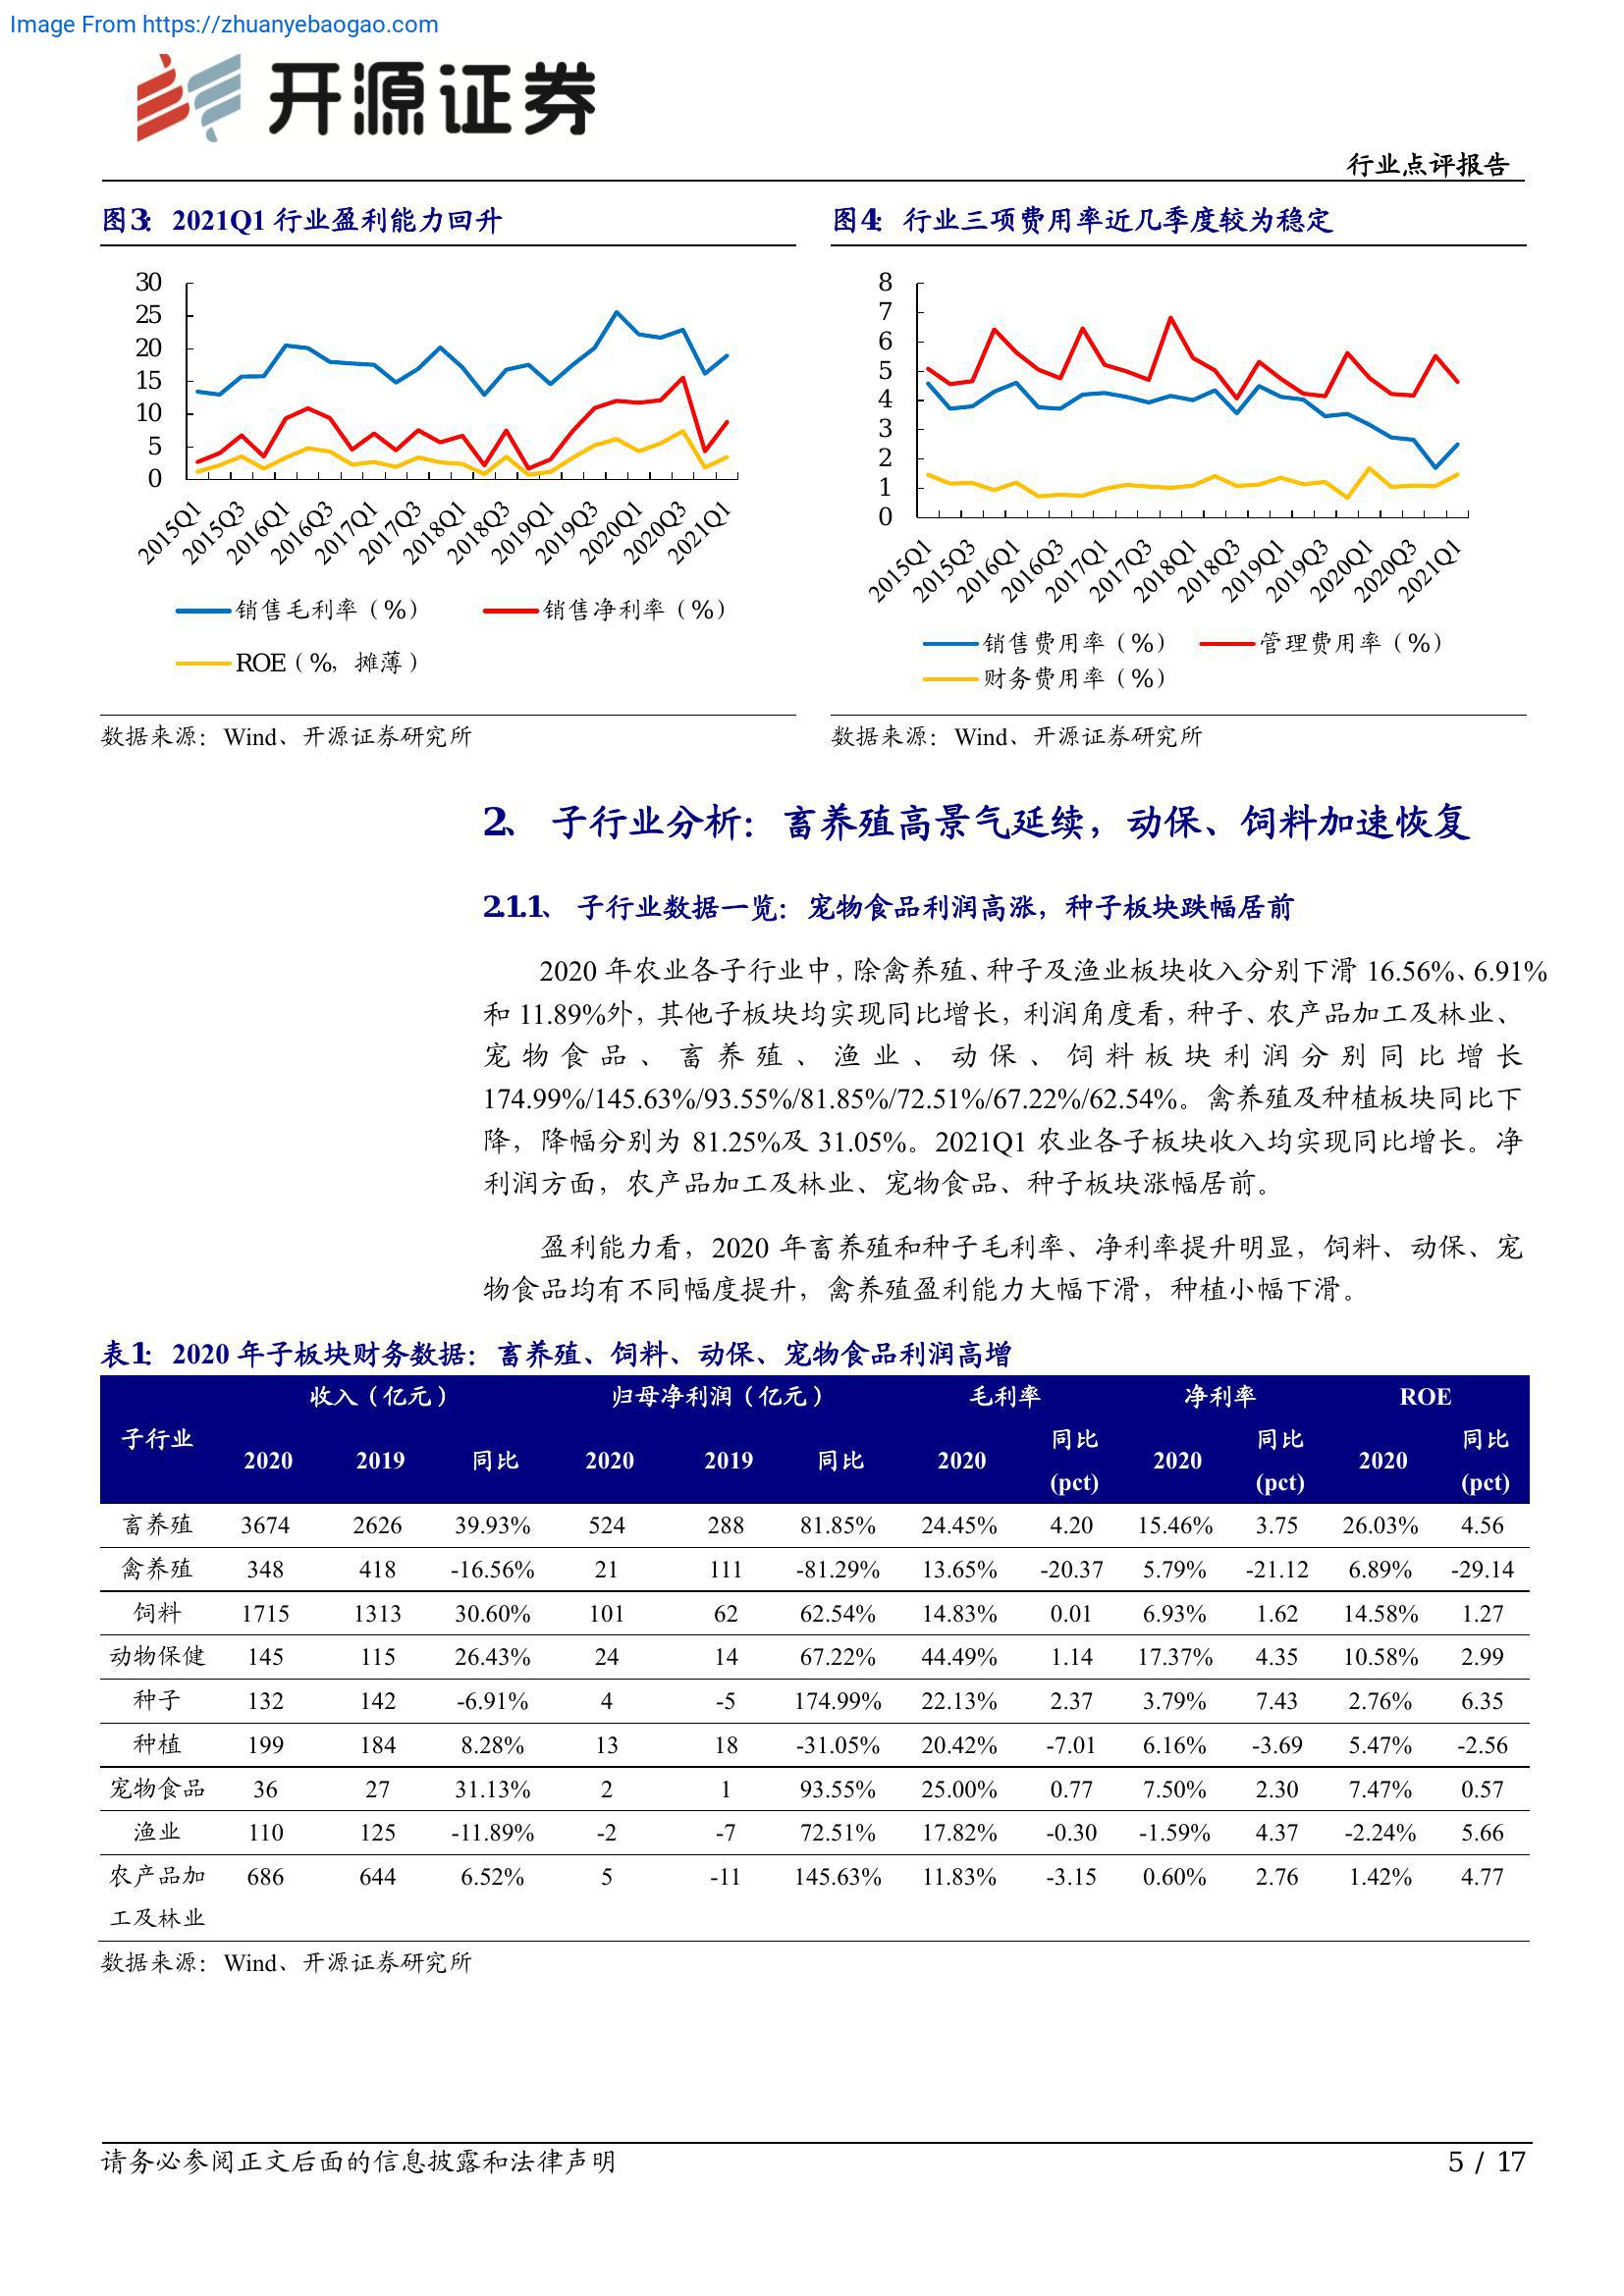 Image From https://zhuanyebaogao.com
开源证券
行业点评报告
图3： 2021Q1 行业盈利能力回升
30
25
20
15
10
5
0
2015Q1
2015Q3
2016Q1
2016Q3
2017Q1
2017Q3
2018Q1
2018Q3
2019Q1
2019Q3
2020Q1
2020Q3
2021Q1
销售毛利率（%） 销售净利率（%）
ROE（%，摊薄）
数据来源：Wind、开源证券研究所
图4： 行业三项费用率近几季度较为稳定
8
7
6
5
4
3
2
1
0
2015Q1
2015Q3
2016Q1
2016Q3
2017Q1
2017Q3
2018Q1
2018Q3
2019Q1
2019Q3
2020Q1
2020Q3
2021Q1
销售费用率（%） 管理费用率（%）
财务费用率（%）
数据来源：Wind、开源证券研究所
2、 子行业分析：畜养殖高景气延续，动保、饲料加速恢复
2.1.1、 子行业数据一览：宠物食品利润高涨，种子板块跌幅居前
2020 年农业各子行业中，除禽养殖、种子及渔业板块收入分别下滑 16.56%、6.91%
和 11.89%外，其他子板块均实现同比增长，利润角度看，种子、农产品加工及林业、
宠物食品、畜养殖、渔业、动保、饲料板块利润分别同比增长
174.99%/145.63%/93.55%/81.85%/72.51%/67.22%/62.54%。禽养殖及种植板块同比下
降，降幅分别为 81.25%及 31.05%。2021Q1 农业各子板块收入均实现同比增长。净
利润方面，农产品加工及林业、宠物食品、种子板块涨幅居前。
盈利能力看，2020 年畜养殖和种子毛利率、净利率提升明显，饲料、动保、宠
物食品均有不同幅度提升，禽养殖盈利能力大幅下滑，种植小幅下滑。
表1： 2020 年子板块财务数据：畜养殖、饲料、动保、宠物食品利润高增
子行业 收入（亿元） 归母净利润（亿元） 毛利率 净利率 ROE
2020 2019 同比 2020 2019 同比 2020 同比(pct) 2020 同比(pct) 2020 同比(pct)
畜养殖 3674 2626 39.93% 524 288 81.85% 24.45% 4.20 15.46% 3.75 26.03% 4.56
禽养殖 348 418 -16.56% 21 111 -81.29% 13.65% -20.37 5.79% -21.12 6.89% -29.14
饲料 1715 1313 30.60% 101 62 62.54% 14.83% 0.01 6.93% 1.62 14.58% 1.27
动物保健 145 115 26.43% 24 14 67.22% 44.49% 1.14 17.37% 4.35 10.58% 2.99
种子 132 142 -6.91% 4 -5 174.99% 22.13% 2.37 3.79% 7.43 2.76% 6.35
种植 199 184 8.28% 13 18 -31.05% 20.42% -7.01 6.16% -3.69 5.47% -2.56
宠物食品 36 27 31.13% 2 1 93.55% 25.00% 0.77 7.50% 2.30 7.47% 0.57
渔业 110 125 -11.89% -2 -7 72.51% 17.82% -0.30 -1.59% 4.37 -2.24% 5.66
农产品加 686 644 6.52% 5 -11 145.63% 11.83% -3.15 0.60% 2.76 1.42% 4.77
工及林业
数据来源：Wind、开源证券研究所
请务必参阅正文后面的信息披露和法律声明
5 / 17